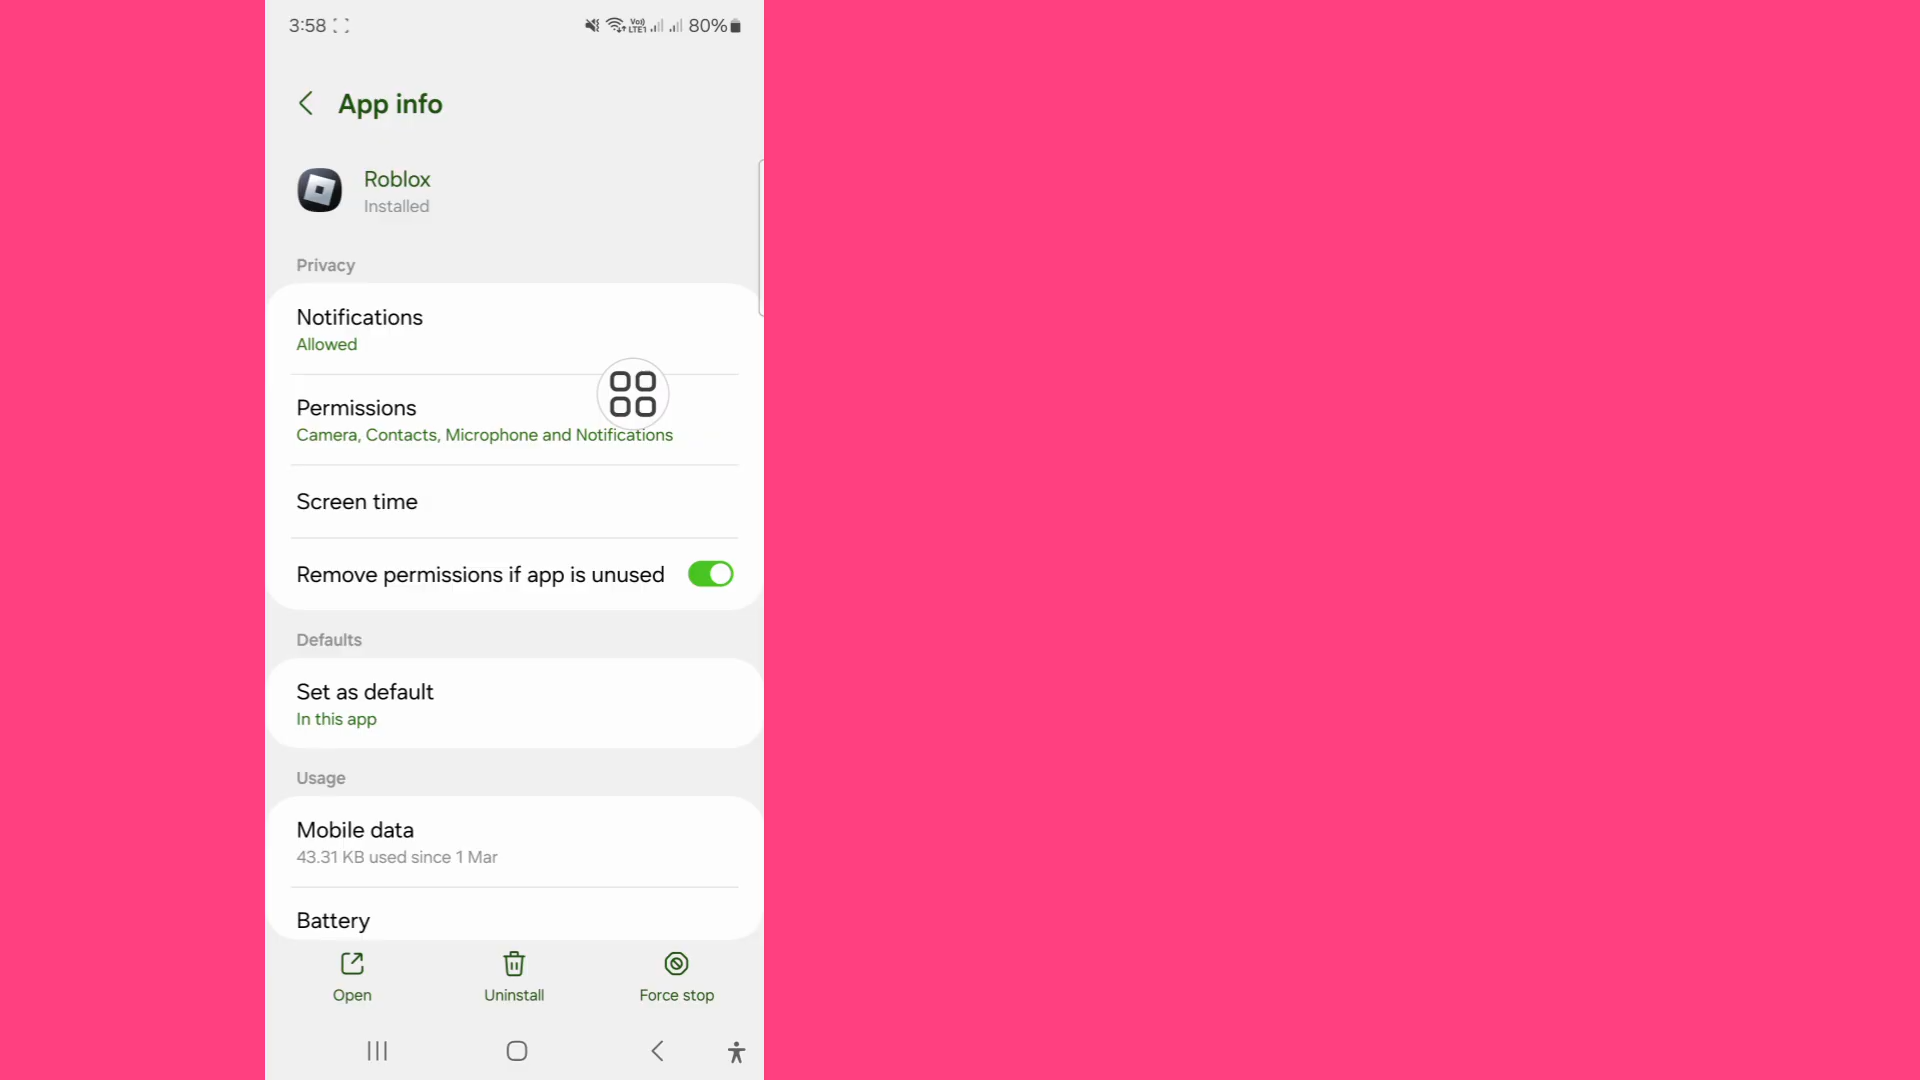 3:58
Vo)) LTE1 80%
App info
Roblox
Installed
Privacy
Notifications
Allowed
Permissions
Camera, Contacts, Microphone and Notifications
Screen time
Remove permissions if app is unused
Defaults
Set as default
In this app
Usage
Mobile data
43.31 KB used since 1 Mar
Battery
Open Uninstall Force stop